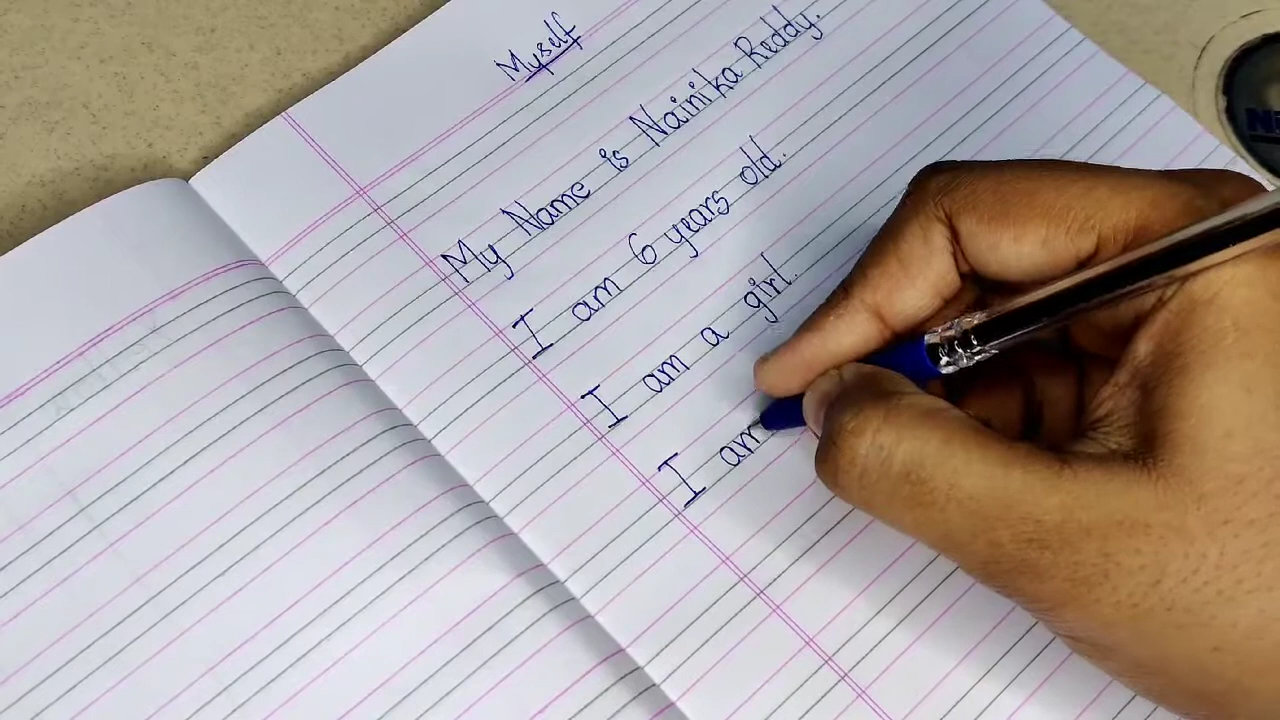 Myself
My Name is Nainika Reddy.
I am 6 years old.
I am a girl.
I am